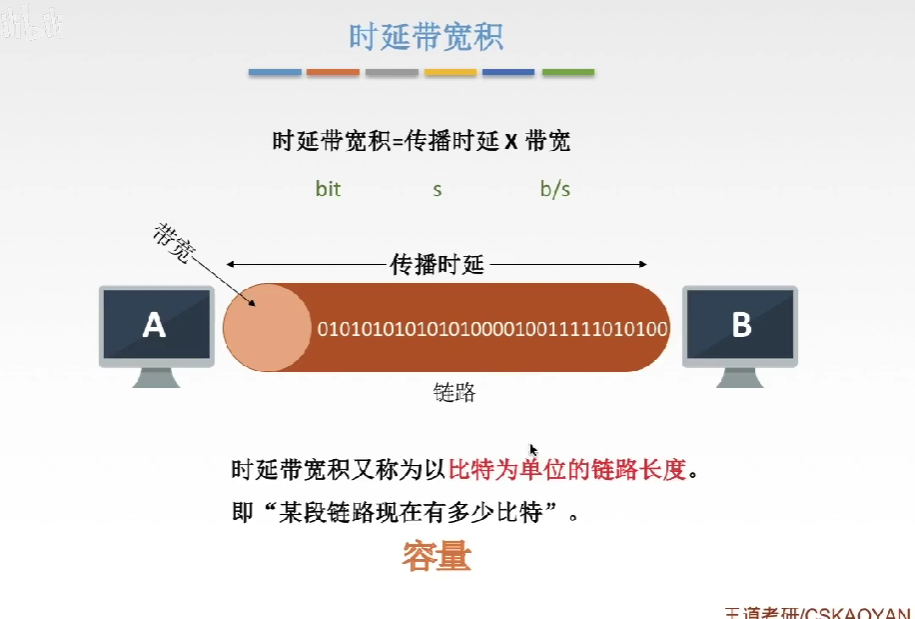 时延带宽积
时延带宽积=传播时延 X 带宽
bit s b/s
带宽
传播时延
A
01010101010101000010011111010100
B
链路
时延带宽积又称为以比特为单位的链路长度。
即“某段链路现在有多少比特”。
容量
王道考研/CSKAOYAN